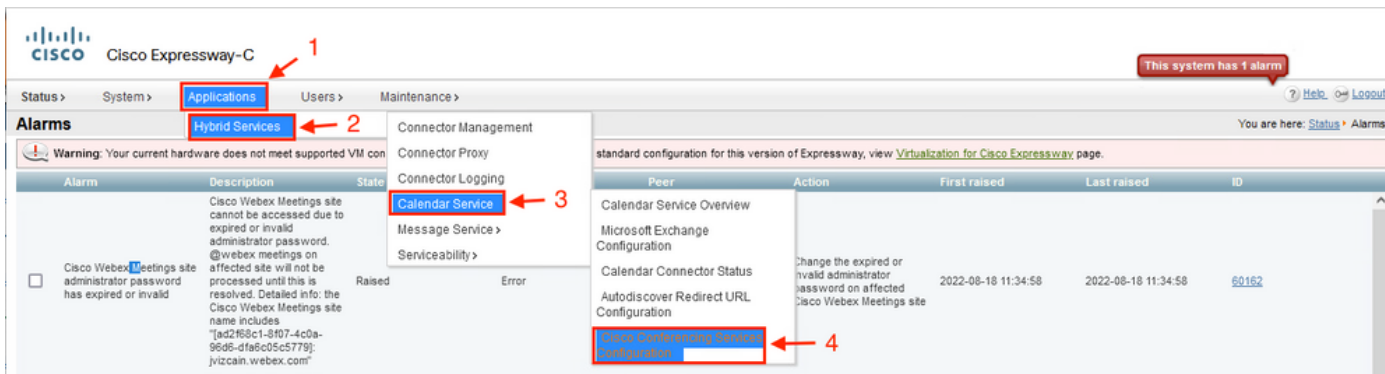 CISCO Cisco Expressway-C
1
This system has 1 alarm
Status > System > Applications Users > Maintenance >
? Help Logout
Alarms
Hybrid Services
2
You are here: Status Alarms
Connector Management
Connector Proxy
Connector Logging
Calendar Service
3
Message Service >
Serviceability >
Warning: Your current hardware does not meet supported VM con
standard configuration for this version of Expressway, view Virtualization for Cisco Expressway page.
Alarm Description State Peer Action First raised Last raised ID
Calendar Service Overview
Microsoft Exchange
Configuration
Calendar Connector Status
Autodiscover Redirect URL
Configuration
Cisco Conferencing Services
Configuration
4
Cisco Webex Meetings site
administrator password
has expired or invalid
Cisco Webex Meetings site
cannot be accessed due to
expired or invalid
administrator password.
@webex meetings on
affected site will not be
processed until this is
resolved. Detailed info: the
Cisco Webex Meetings site
name includes
"[ad2f68c1-8f07-4c0a-
96d6-dfa6c05c5779]:
jvizcain.webex.com"
Raised
Error
Change the expired or
invalid administrator
password on affected
Cisco Webex Meetings site
2022-08-18 11:34:58
2022-08-18 11:34:58
60162